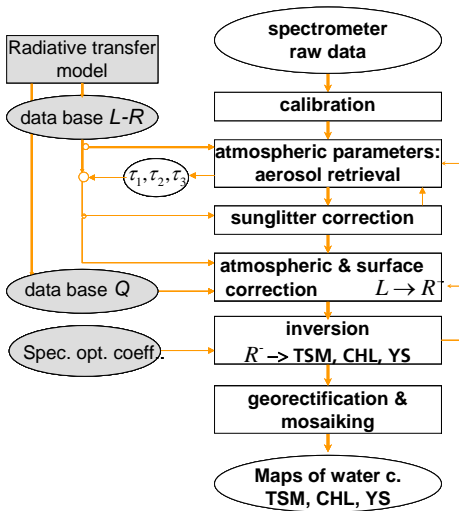 spectrometer
raw data
Radiative transfer
model
calibration
data base L-R
atmospheric parameters:
aerosol retrieval
τ1,τ2,τ3
sunglitter correction
atmospheric & surface
correction L → R⁻
data base Q
inversion
R⁻ –> TSM, CHL, YS
Spec. opt. coeff..
georectification &
mosaiking
Maps of water c.
TSM, CHL, YS